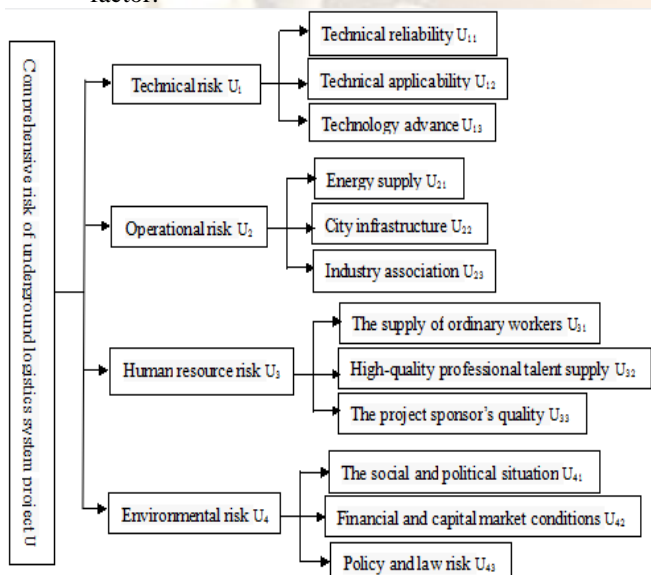 factor.
Comprehensive risk of underground logistics system project U
Technical risk U₁
Technical reliability U₁₁
Technical applicability U₁₂
Technology advance U₁₃
Operational risk U₂
Energy supply U₂₁
City infrastructure U₂₂
Industry association U₂₃
Human resource risk U₃
The supply of ordinary workers U₃₁
High-quality professional talent supply U₃₂
The project sponsor's quality U₃₃
Environmental risk U₄
The social and political situation U₄₁
Financial and capital market conditions U₄₂
Policy and law risk U₄₃